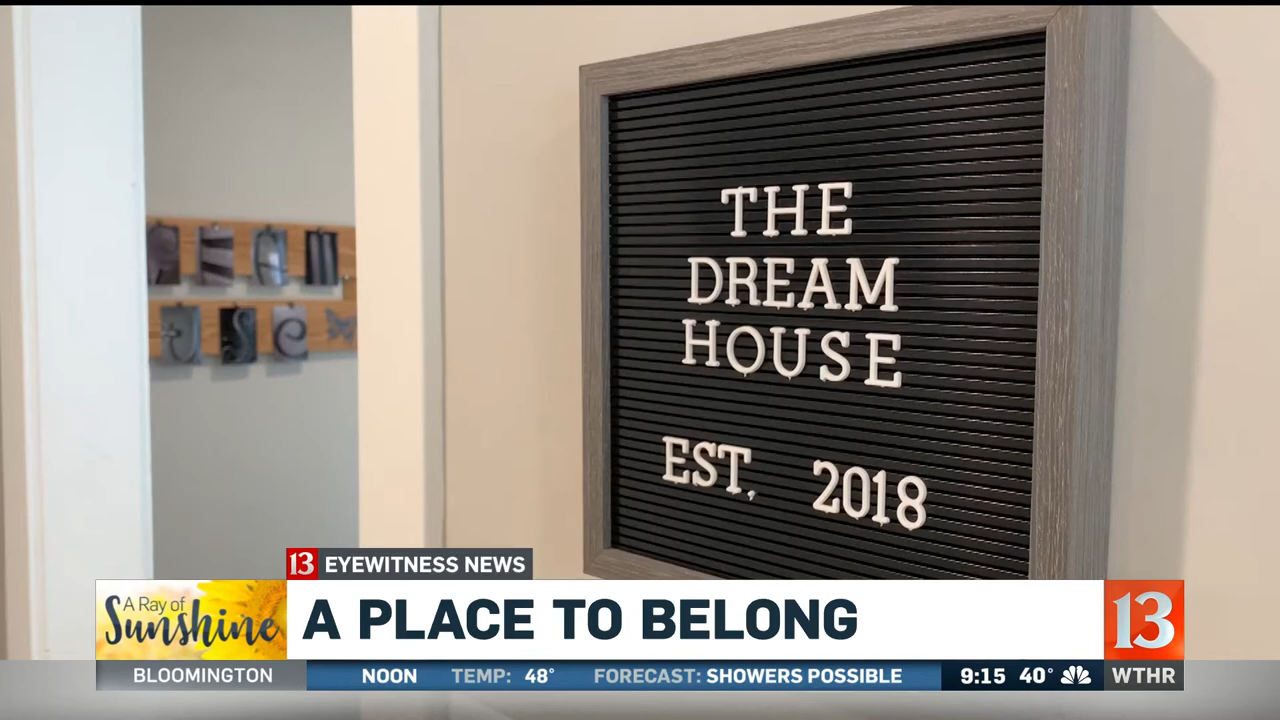 THE
DREAM
HOUSE
EST. 2018
13 EYEWITNESS NEWS
A Ray of
Sunshine
A PLACE TO BELONG
13
BLOOMINGTON
NOON TEMP: 48° FORECAST: SHOWERS POSSIBLE
9:15 40° WTHR